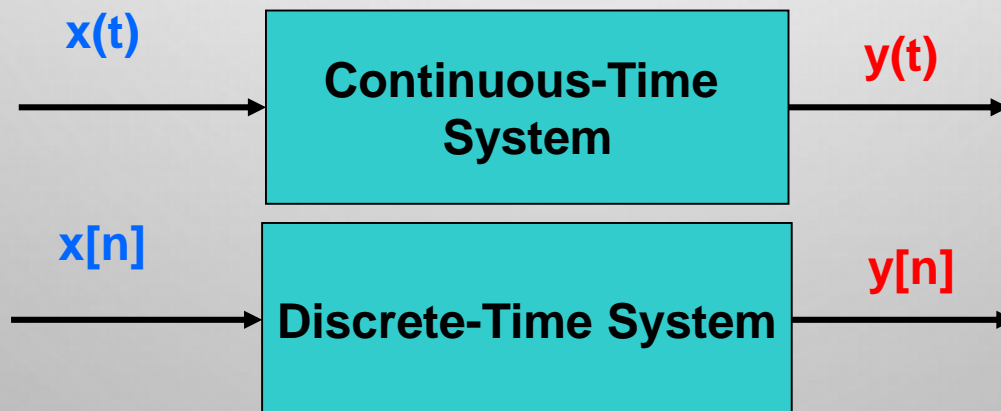 x(t)
Continuous-Time
System
y(t)
x[n]
Discrete-Time System
y[n]